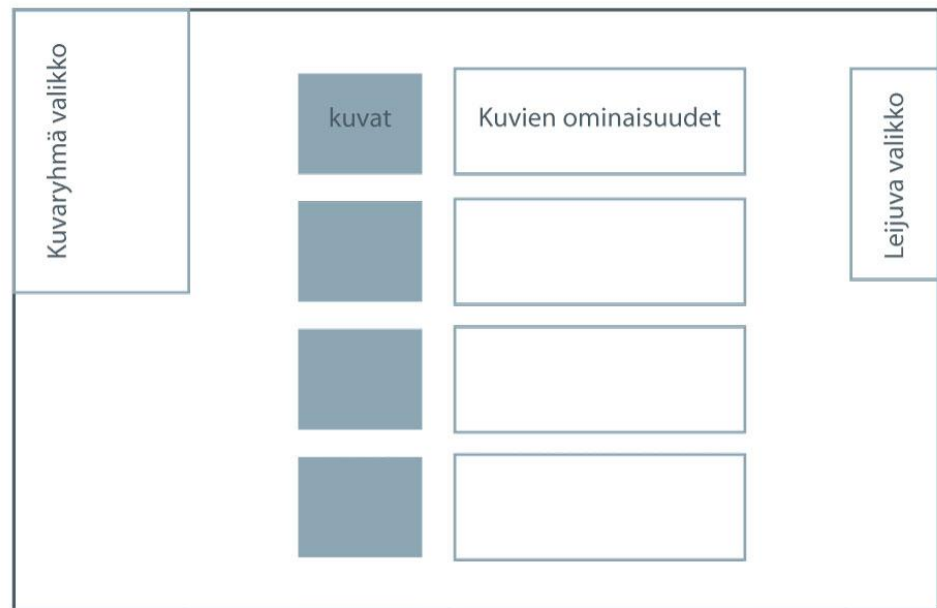 Kuvaryhmä valikko
kuvat
Kuvien ominaisuudet
Leijuva valikko